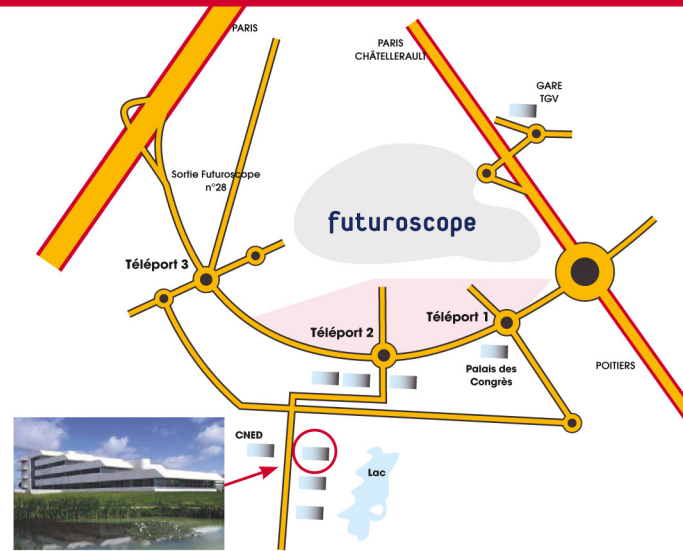 PARIS
PARIS
CHÂTELLERAULT
GARE
TGV
Sortie Futuroscope
n°28
futuroscope
Téléport 3
Téléport 1
Téléport 2
Palais des
Congrès
POITIERS
CNED
Lac